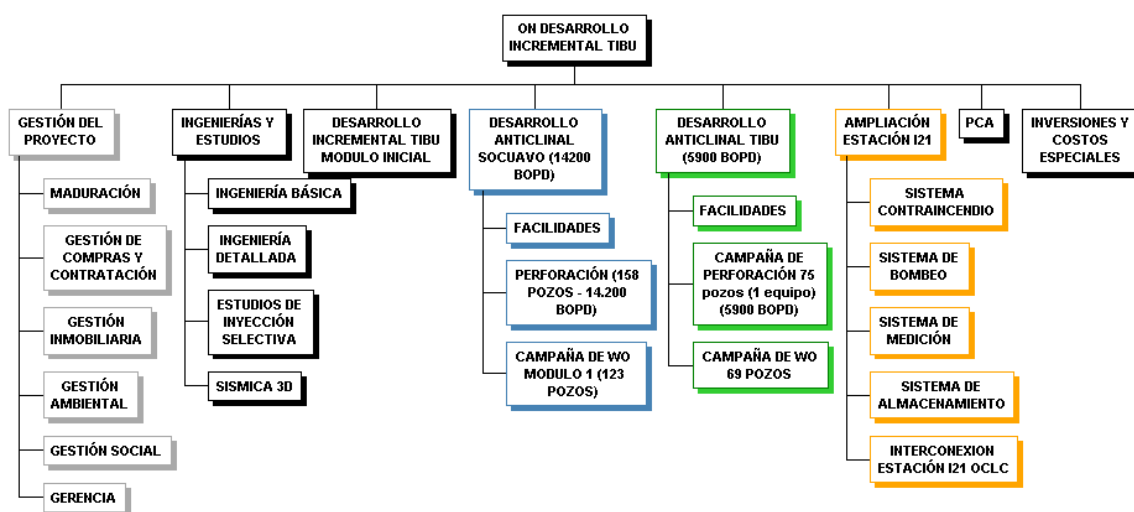 ON DESARROLLO
INCREMENTAL TIBU
GESTIÓN DEL
PROYECTO
MADURACIÓN
GESTIÓN DE
COMPRAS Y
CONTRATACIÓN
GESTIÓN
INMOBILIARIA
GESTIÓN
AMBIENTAL
GESTIÓN SOCIAL
GERENCIA
INGENIERÍAS Y
ESTUDIOS
INGENIERÍA BÁSICA
INGENIERÍA
DETALLADA
ESTUDIOS DE
INYECCIÓN
SELECTIVA
SISMICA 3D
DESARROLLO
INCREMENTAL TIBU
MODULO INICIAL
DESARROLLO
ANTICLINAL
SOCUAVO (14200
BOPD)
FACILIDADES
PERFORACIÓN (158
POZOS - 14.200
BOPD)
CAMPAÑA DE WO
MODULO 1 (123
POZOS)
DESARROLLO
ANTICLINAL TIBU
(5900 BOPD)
FACILIDADES
CAMPAÑA DE
PERFORACIÓN 75
pozos (1 equipo)
(5900 BOPD)
CAMPAÑA DE WO
69 POZOS
AMPLIACIÓN
ESTACIÓN I21
SISTEMA
CONTRAINCENDIO
SISTEMA DE
BOMBEO
SISTEMA DE
MEDICIÓN
SISTEMA DE
ALMACENAMIENTO
INTERCONEXION
ESTACIÓN I21 OCLC
PCA
INVERSIONES Y
COSTOS
ESPECIALES